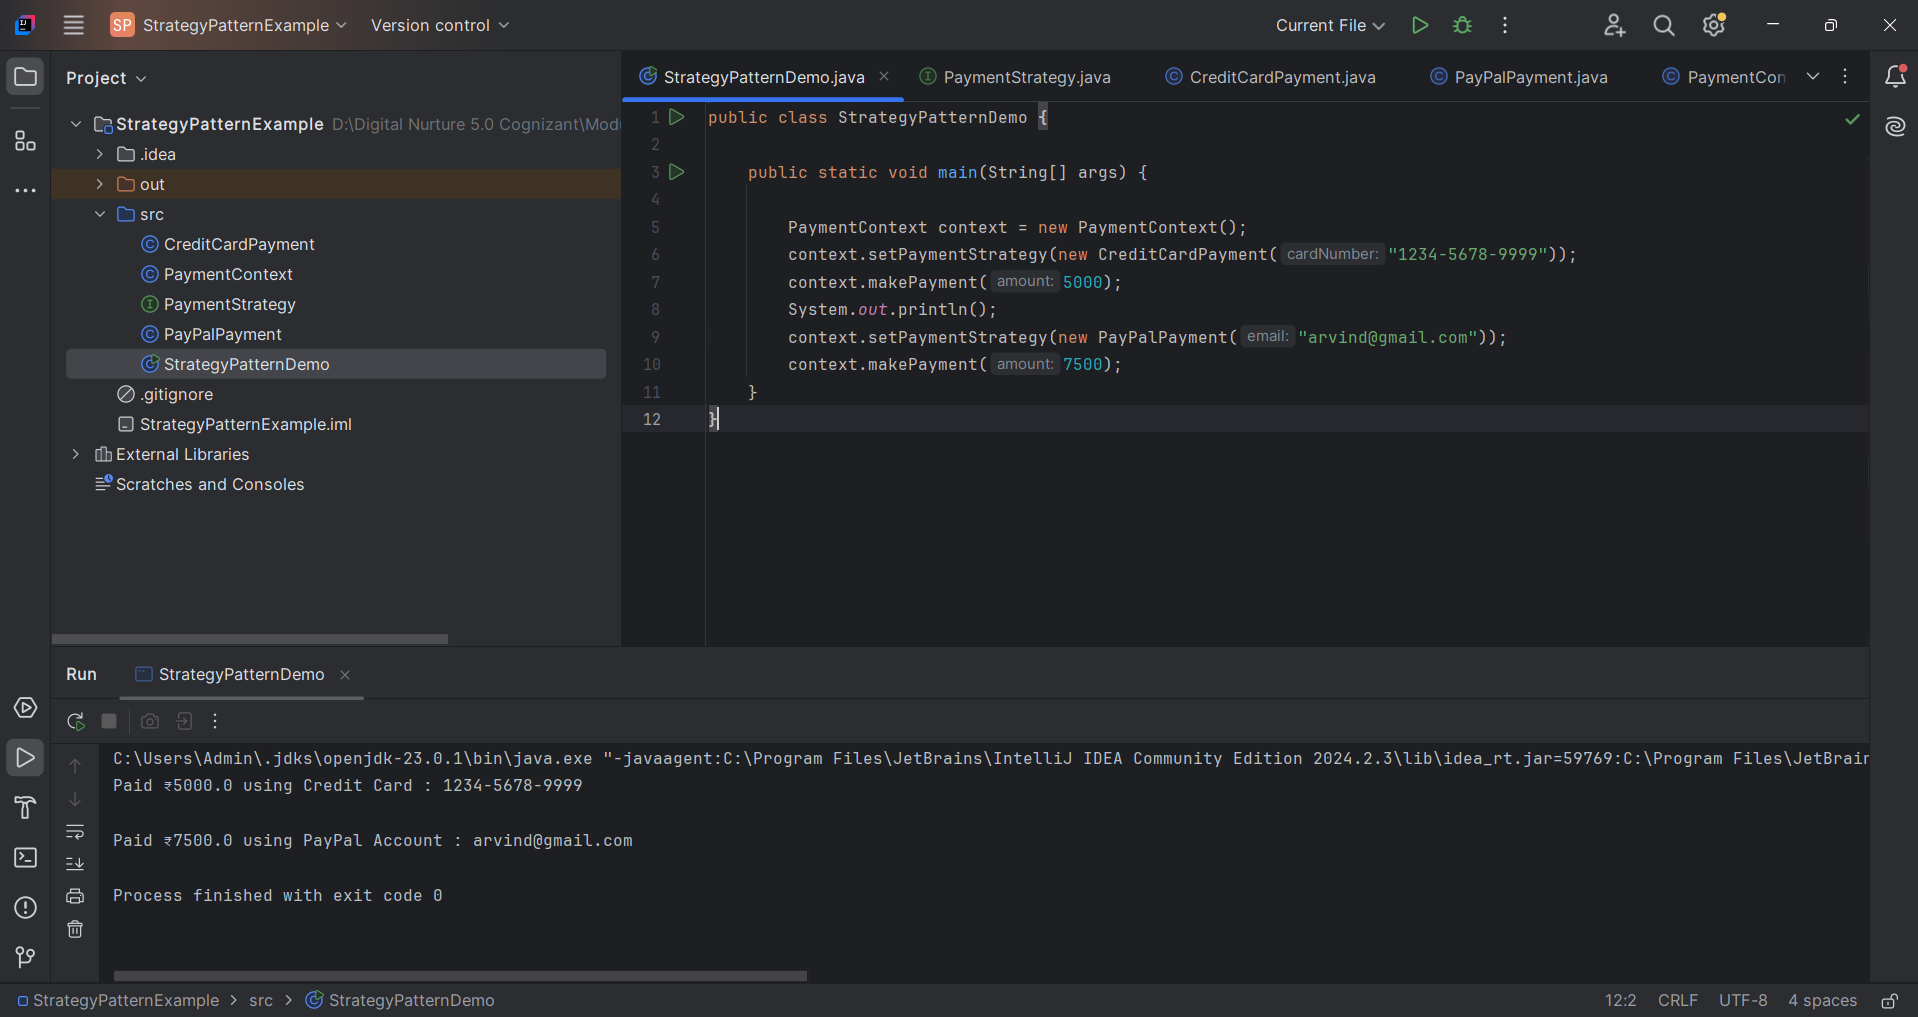 SP StrategyPatternExample Version control Current File
Project
StrategyPatternExample D:\Digital Nurture 5.0 Cognizant\Modu
.idea
out
src
CreditCardPayment
PaymentContext
PaymentStrategy
PayPalPayment
StrategyPatternDemo
.gitignore
StrategyPatternExample.iml
External Libraries
Scratches and Consoles
StrategyPatternDemo.java PaymentStrategy.java CreditCardPayment.java PayPalPayment.java PaymentCon
1 public class StrategyPatternDemo {
2
3 public static void main(String[] args) {
4
5 PaymentContext context = new PaymentContext();
6 context.setPaymentStrategy(new CreditCardPayment( cardNumber: "1234-5678-9999"));
7 context.makePayment( amount: 5000);
8 System.out.println();
9 context.setPaymentStrategy(new PayPalPayment( email: "arvind@gmail.com"));
10 context.makePayment( amount: 7500);
11 }
12 }
Run StrategyPatternDemo
C:\Users\Admin\.jdks\openjdk-23.0.1\bin\java.exe "-javaagent:C:\Program Files\JetBrains\IntelliJ IDEA Community Edition 2024.2.3\lib\idea_rt.jar=59769:C:\Program Files\JetBrain
Paid ₹5000.0 using Credit Card : 1234-5678-9999
Paid ₹7500.0 using PayPal Account : arvind@gmail.com
Process finished with exit code 0
StrategyPatternExample > src > StrategyPatternDemo 12:2 CRLF UTF-8 4 spaces